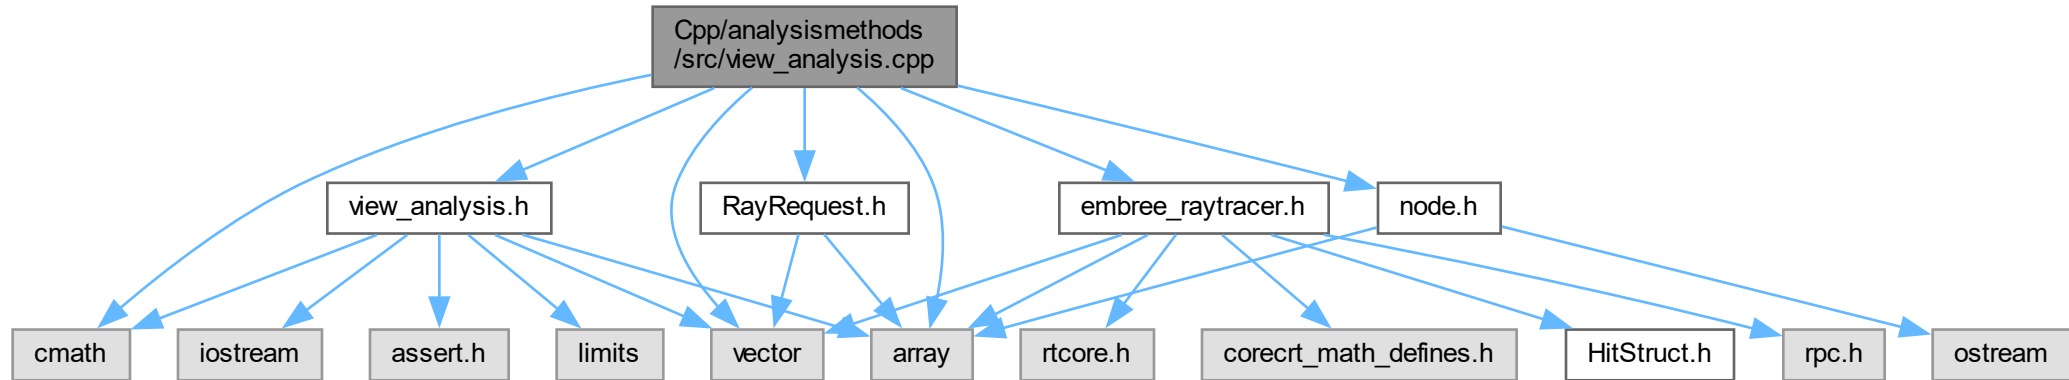 Cpp/analysismethods
/src/view_analysis.cpp
view_analysis.h
RayRequest.h
embree_raytracer.h
node.h
cmath
iostream
assert.h
limits
vector
array
rtcore.h
corecrt_math_defines.h
HitStruct.h
rpc.h
ostream